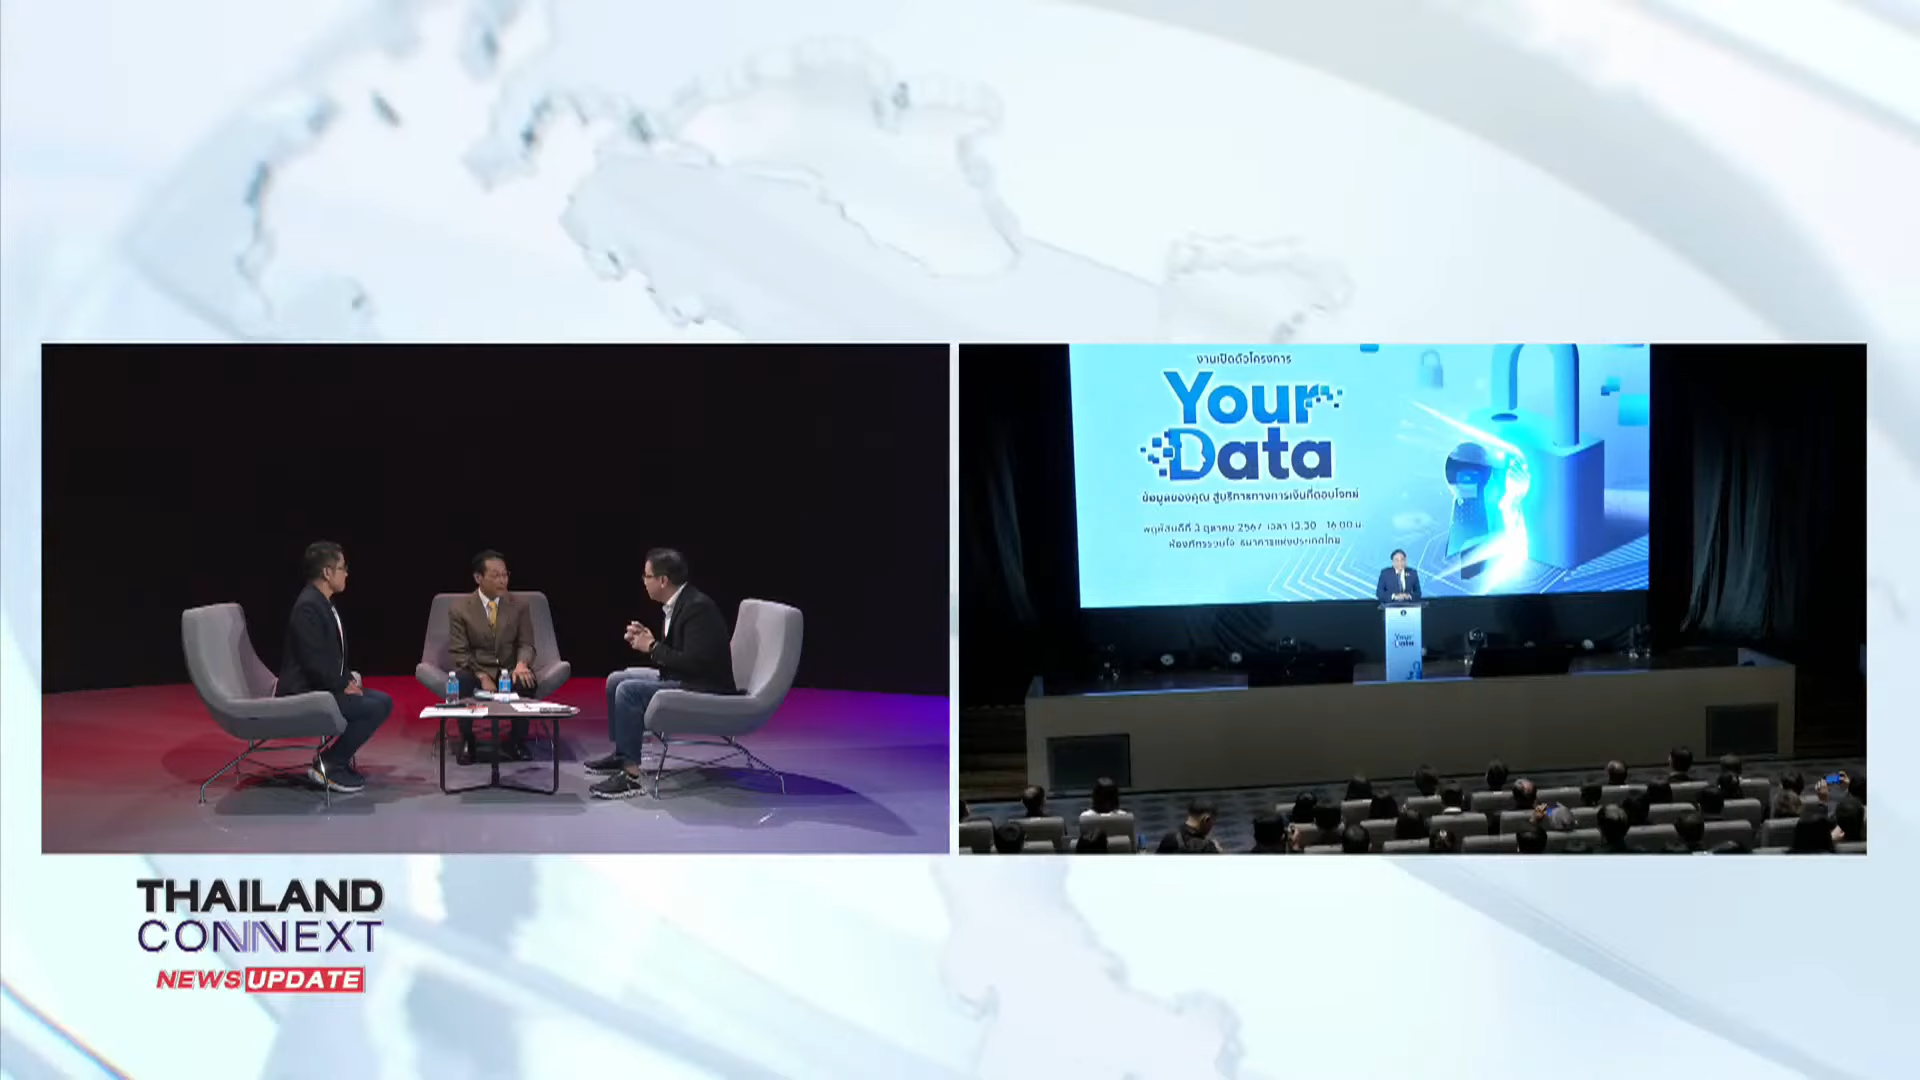 งานเปิดตัวโครงการ
Your
Data
ข้อมูลของคุณ สู่บริการทางการเงินที่ตอบโจทย์
พฤหัสบดีที่ 3 ตุลาคม 2567 เวลา 13.30 - 16.00 น.
ห้องภัทรรวมใจ ธนาคารแห่งประเทศไทย
Your
Data
THAILAND
CONNEXT
NEWS UPDATE